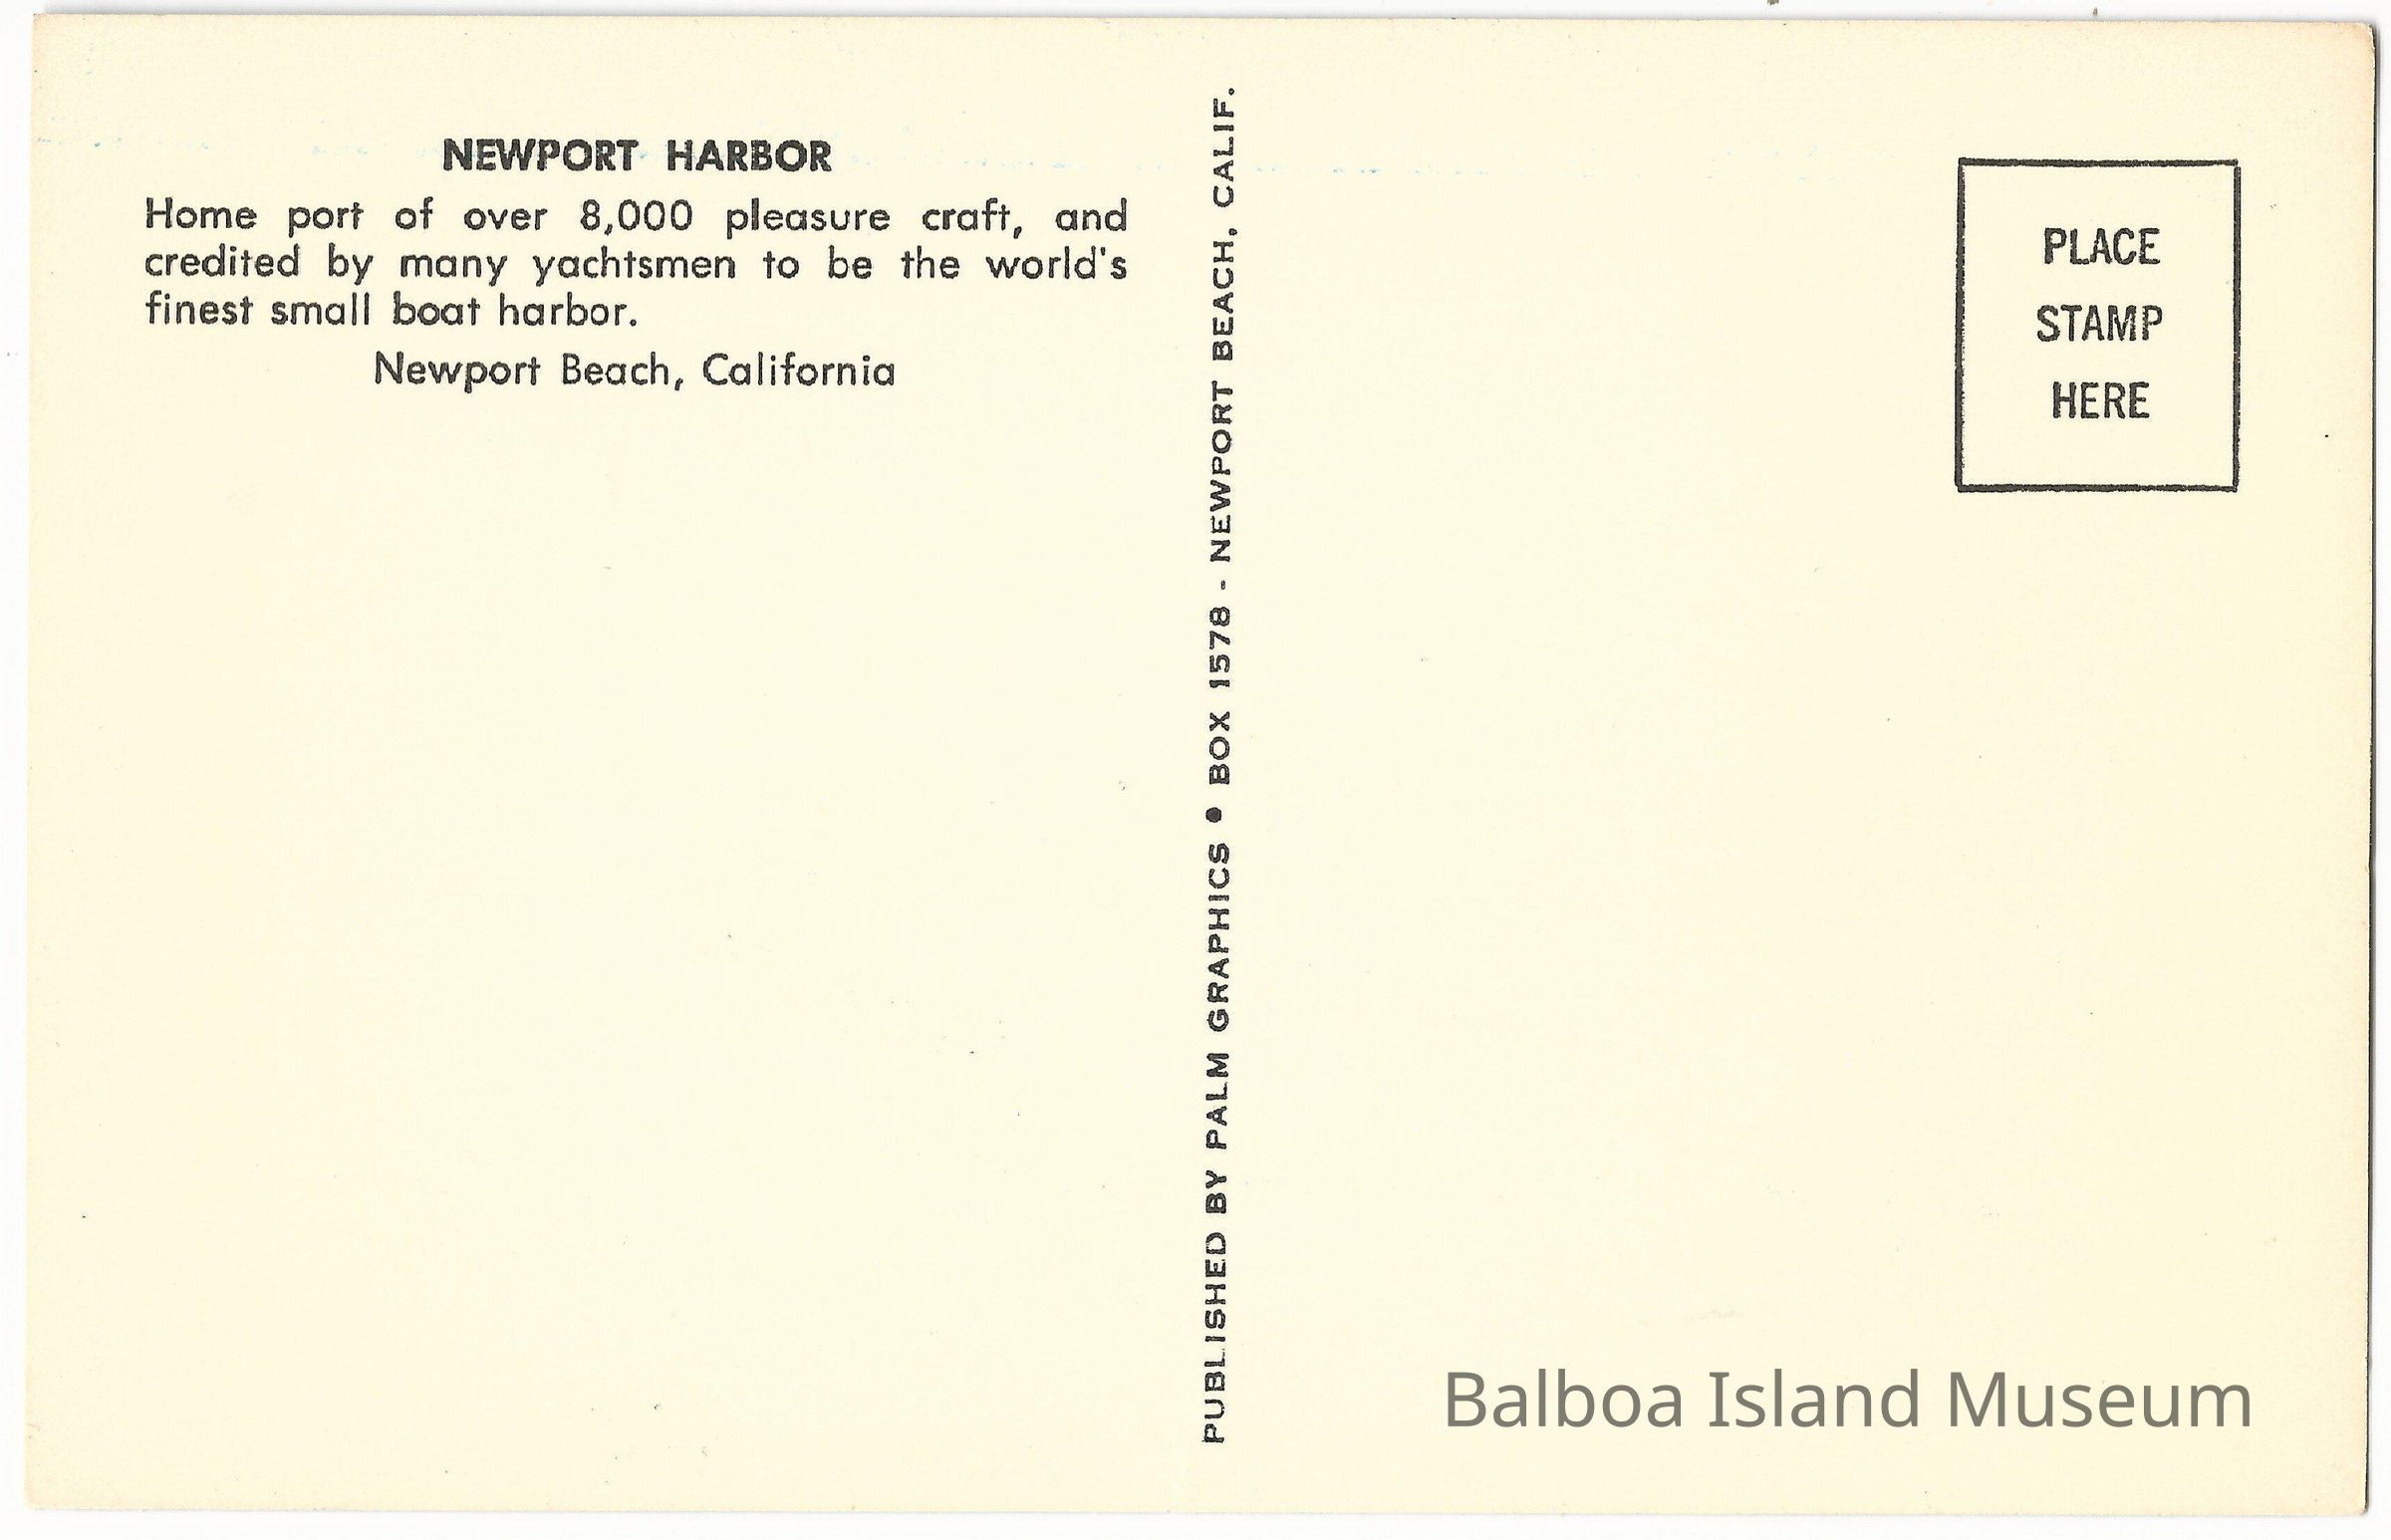 NEWPORT HARBOR
Home port of over 8,000 pleasure craft, and
credited by many yachtsmen to be the world's
finest small boat harbor.
Newport Beach, California
PUBLISHED BY PALM GRAPHICS • BOX 1578 - NEWPORT BEACH, CALIF.
PLACE
STAMP
HERE
Balboa Island Museum